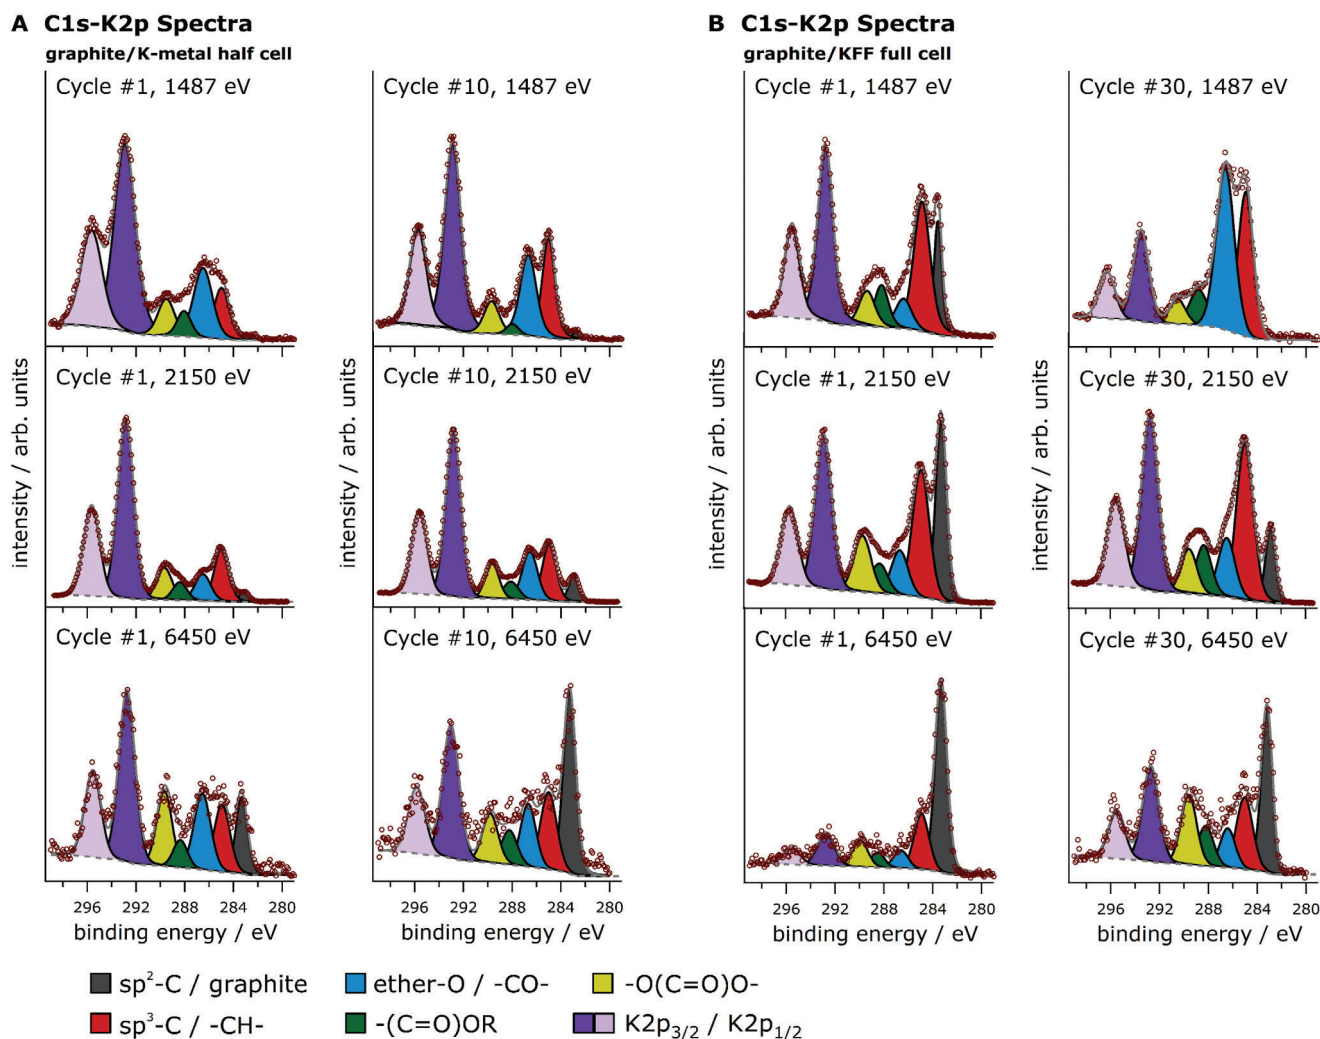 A C1s-K2p Spectra
graphite/K-metal half cell
Cycle #1, 1487 eV
Cycle #10, 1487 eV
Cycle #1, 2150 eV
Cycle #10, 2150 eV
Cycle #1, 6450 eV
Cycle #10, 6450 eV
intensity / arb. units
intensity / arb. units
296 292 288 284 280
296 292 288 284 280
binding energy / eV
binding energy / eV
B C1s-K2p Spectra
graphite/KFF full cell
Cycle #1, 1487 eV
Cycle #30, 1487 eV
Cycle #1, 2150 eV
Cycle #30, 2150 eV
Cycle #1, 6450 eV
Cycle #30, 6450 eV
intensity / arb. units
intensity / arb. units
296 292 288 284 280
296 292 288 284 280
binding energy / eV
binding energy / eV
sp²-C / graphite
ether-O / -CO-
-O(C=O)O-
sp³-C / -CH-
-(C=O)OR
K2p₃/₂ / K2p₁/₂